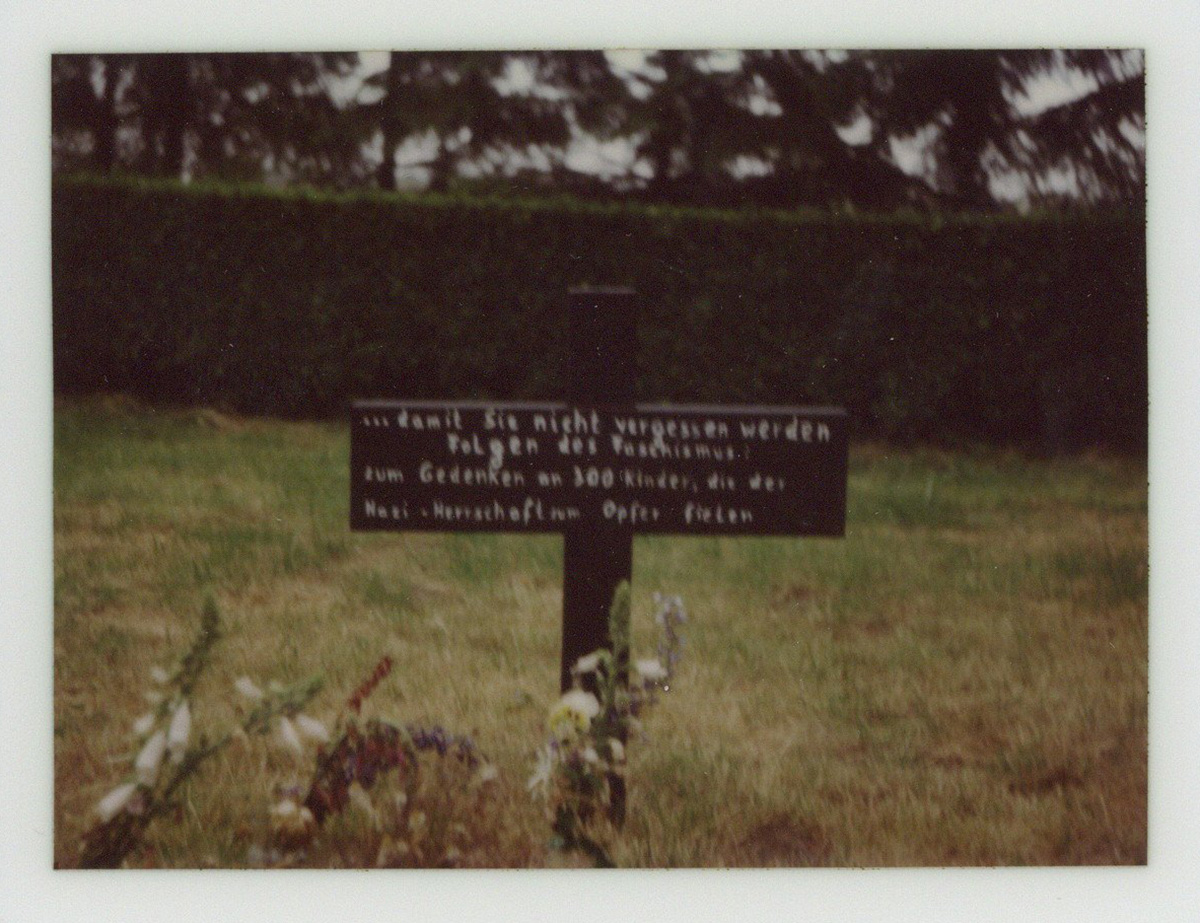 ... damit Sie nicht vergessen werden
Folgen des Faschismus!
zum Gedenken an 300 Kinder, die der
Nazi - Herrschaft zum Opfer fielen